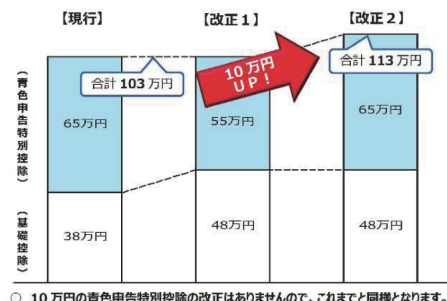 【現行】
【改正1】
【改正2】
合計 103 万円
10 万円
UP!
合計 113 万円
（青色申告特別控除）
65万円
55万円
65万円
（基礎控除）
38万円
48万円
48万円
○ 10 万円の青色申告特別控除の改正はありませんので、これまでと同様となります。